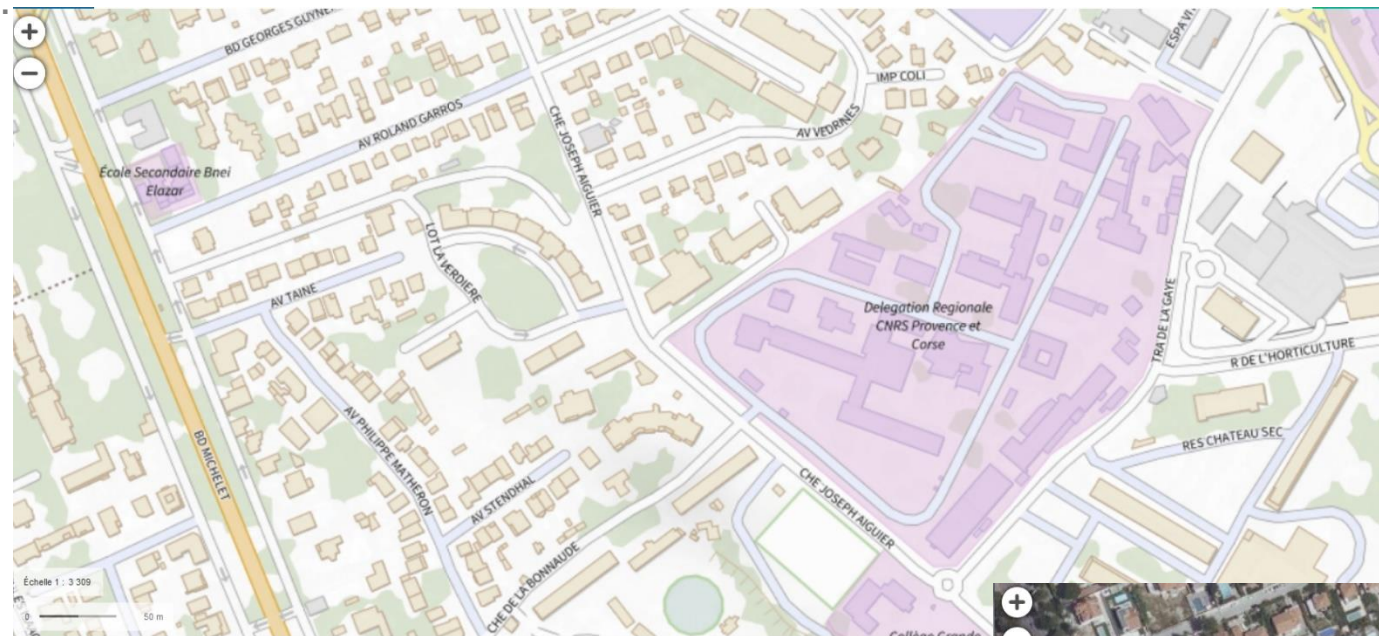 +
−
BD GEORGES GUYNE
ESPA VI
IMP COLI
AV ROLAND GARROS
CHE JOSEPH AIGUIER
AV VEDRINES
École Secondaire Bnei
Elazar
LOT LA VERDIERE
AV TAINE
Delegation Regionale
CNRS Provence et
Corse
TRA DE LA GAYE
R DE L'HORTICULTURE
AV PHILIPPE MATHERON
BD MICHELET
RES CHATEAU SEC
AV STENDHAL
CHE JOSEPH AIGUIER
CHE DE LA BONNAUDE
Échelle 1 : 3 309
0 50 m
Collège Grande
+